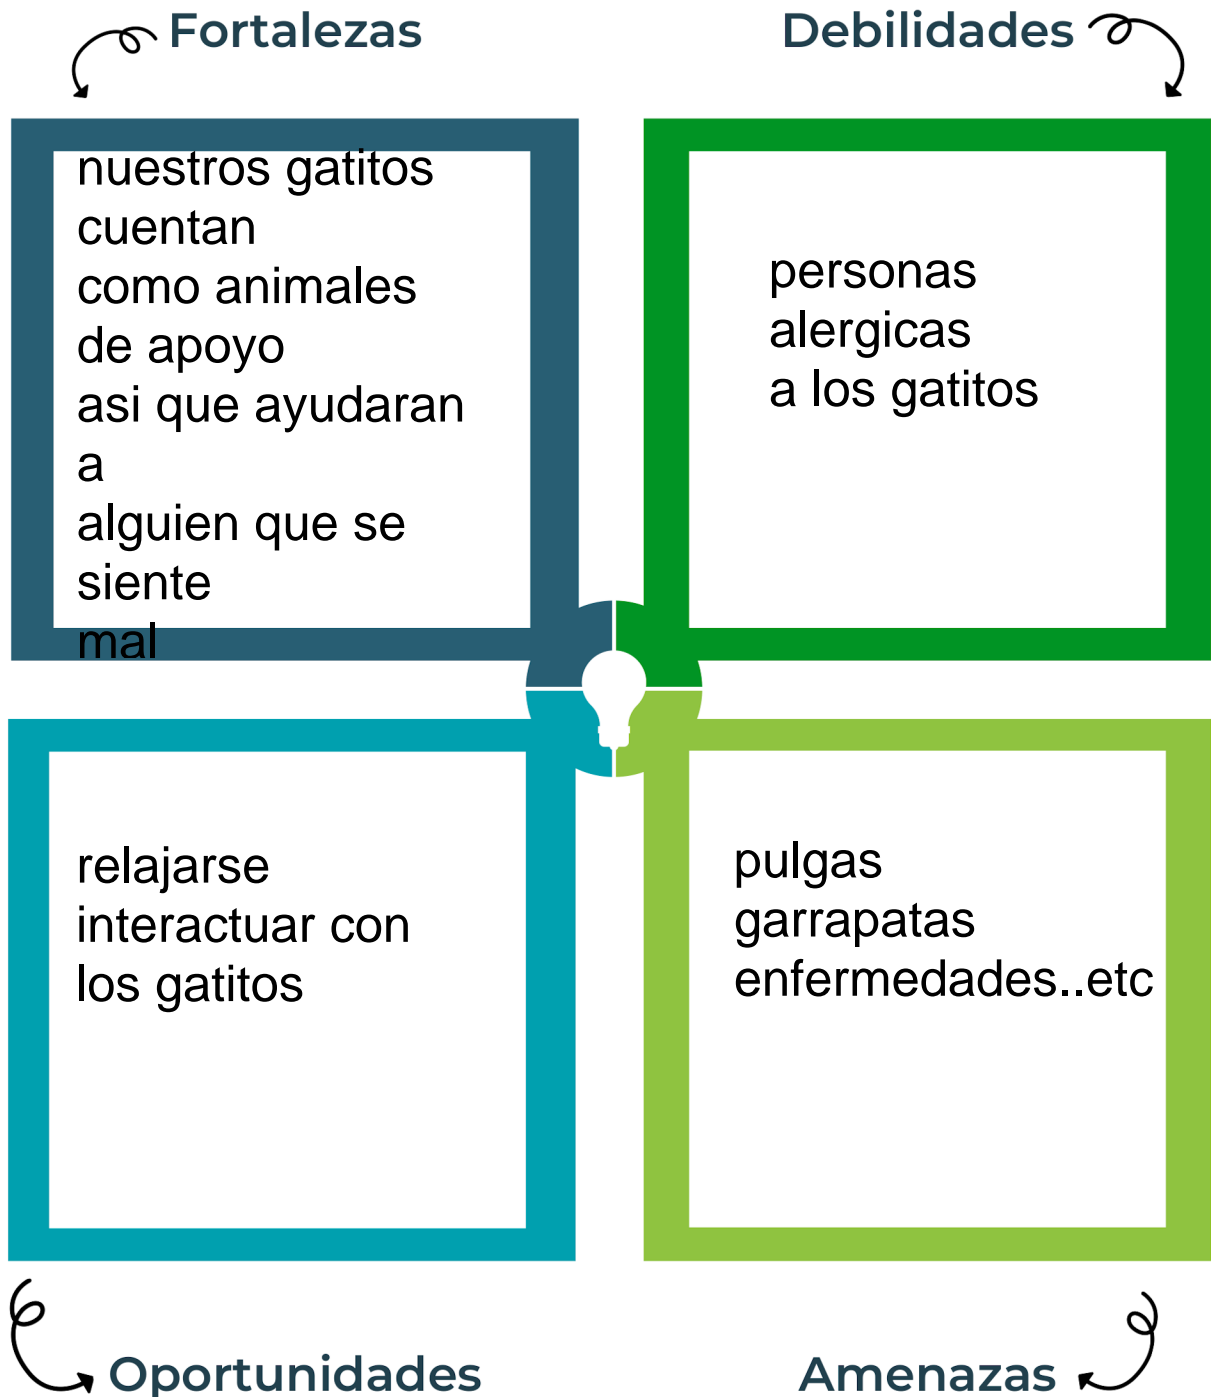 Fortalezas
nuestros gatitos
cuentan
como animales
de apoyo
asi que ayudaran
a
alguien que se
siente
mal
Debilidades
personas
alergicas
a los gatitos
relajarse
interactuar con
los gatitos
Oportunidades
pulgas
garrapatas
enfermedades..etc
Amenazas